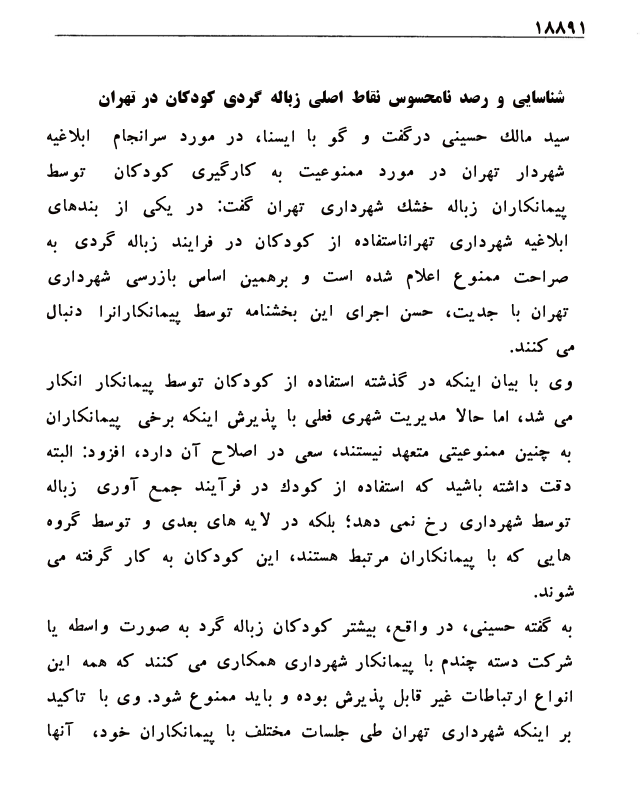 ۱۸۸۹۱
شناسایی و رصد نامحسوس نقاط اصلی زباله گردی کودکان در تهران
سید مالك حسینی درگفت و گو با ایسنا، در مورد سرانجام ابلاغیه
شهردار تهران در مورد ممنوعیت به کارگیری کودکان توسط
پیمانکاران زباله خشك شهرداری تهران گفت: در یکی از بندهای
ابلاغیه شهرداری تهراناستفاده از کودکان در فرایند زباله گردی به
صراحت ممنوع اعلام شده است و برهمین اساس بازرسی شهرداری
تهران با جدیت، حسن اجرای این بخشنامه توسط پیمانکارانرا دنبال
می کنند.
وی با بیان اینکه در گذشته استفاده از کودکان توسط پیمانکار انکار
می شد، اما حالا مدیریت شهری فعلی با پذیرش اینکه برخی پیمانکاران
به چنین ممنوعیتی متعهد نیستند، سعی در اصلاح آن دارد، افزود: البته
دقت داشته باشید که استفاده از کودك در فرآیند جمع آوری زباله
توسط شهرداری رخ نمی دهد؛ بلکه در لایه های بعدی و توسط گروه
هایی که با پیمانکاران مرتبط هستند، این کودکان به کار گرفته می
شوند.
به گفته حسینی، در واقع، بیشتر کودکان زباله گرد به صورت واسطه یا
شرکت دسته چندم با پیمانکار شهرداری همکاری می کنند که همه این
انواع ارتباطات غیر قابل پذیرش بوده و باید ممنوع شود. وی با تاکید
بر اینکه شهرداری تهران طی جلسات مختلف با پیمانکاران خود، آنها